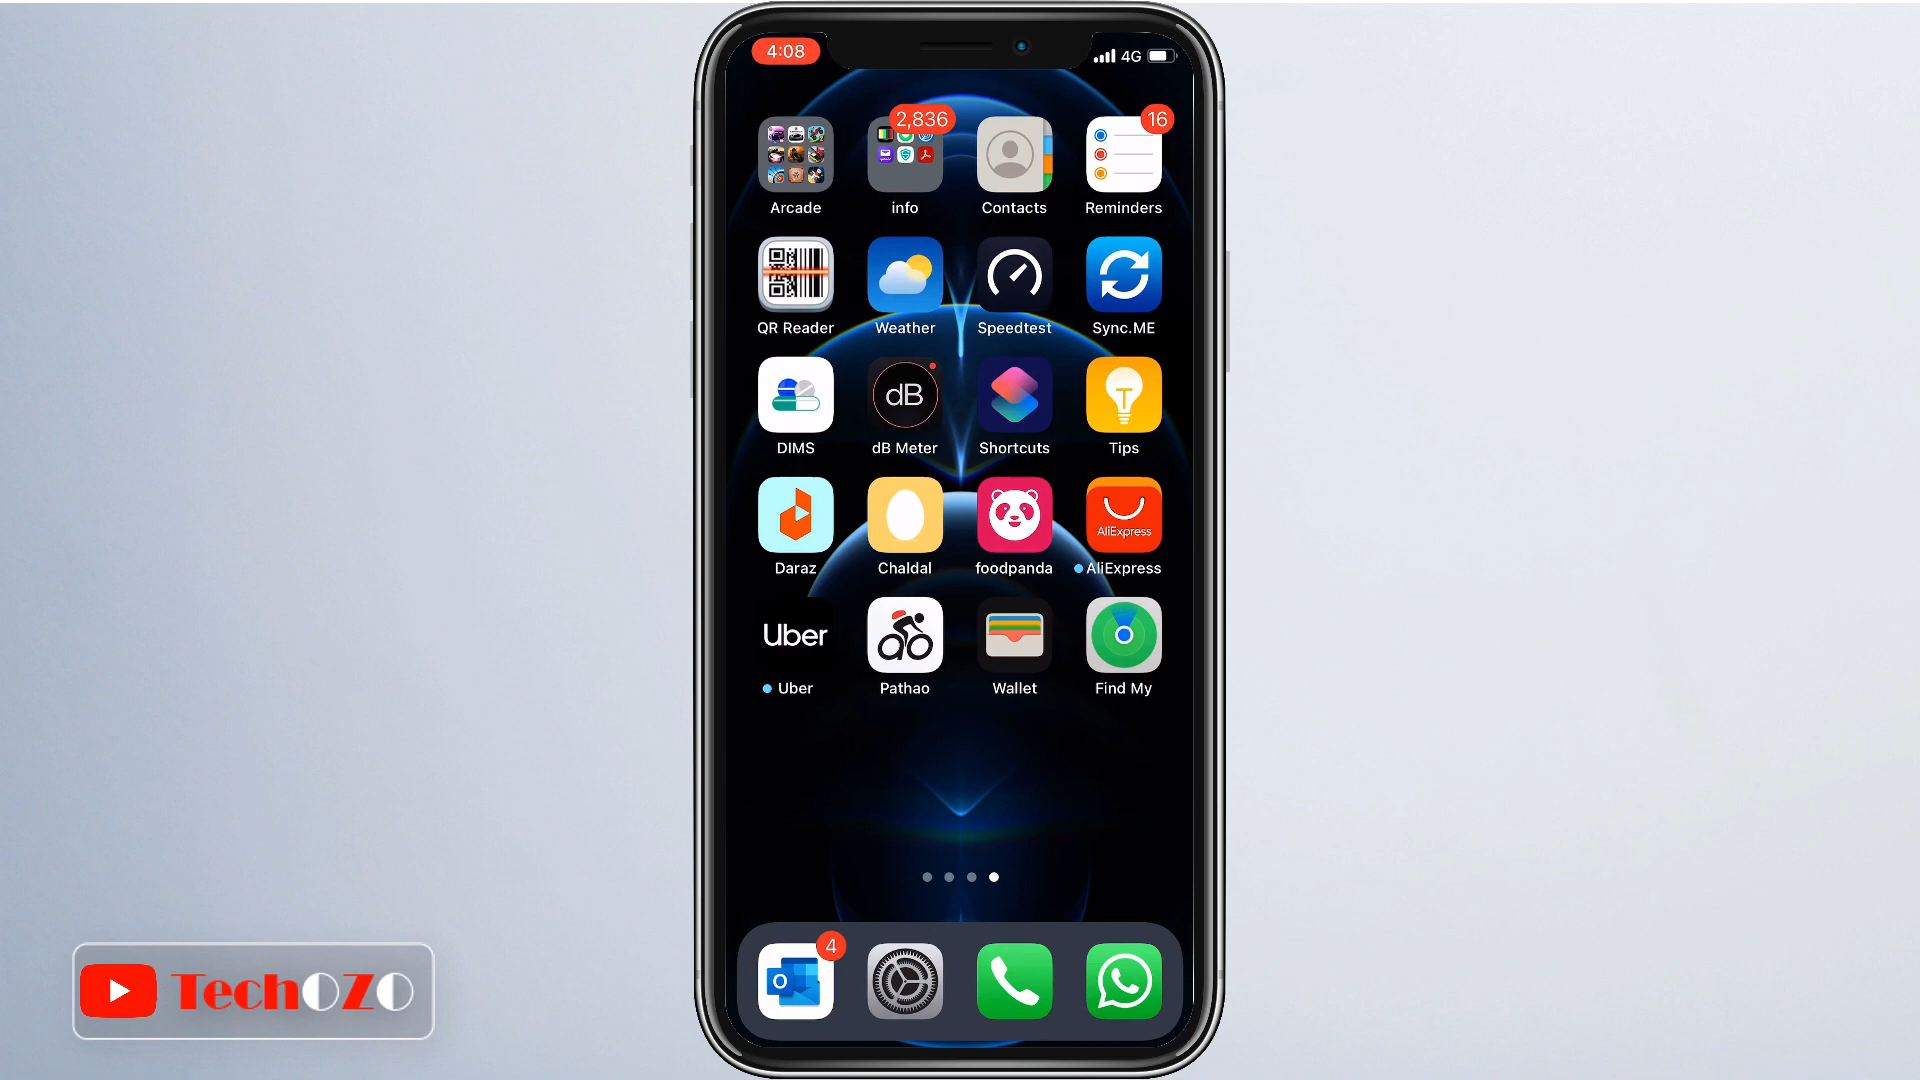 4:08
4G
2,836
16
Arcade
info
Contacts
Reminders
QR Reader
Weather
Speedtest
Sync.ME
dB
T
DIMS
dB Meter
Shortcuts
Tips
AliExpress
Daraz
Chaldal
foodpanda
AliExpress
Uber
Uber
Pathao
Wallet
Find My
4
O
TechOZO